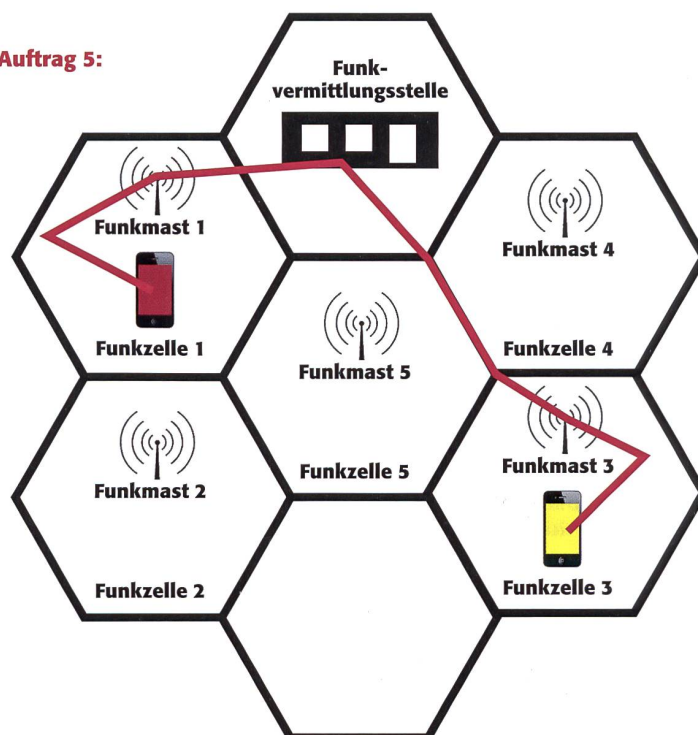 Auftrag 5:
Funk-
vermittlungsstelle
Funkmast 1
Funkzelle 1
Funkmast 4
Funkzelle 4
Funkmast 5
Funkzelle 5
Funkmast 2
Funkzelle 2
Funkmast 3
Funkzelle 3